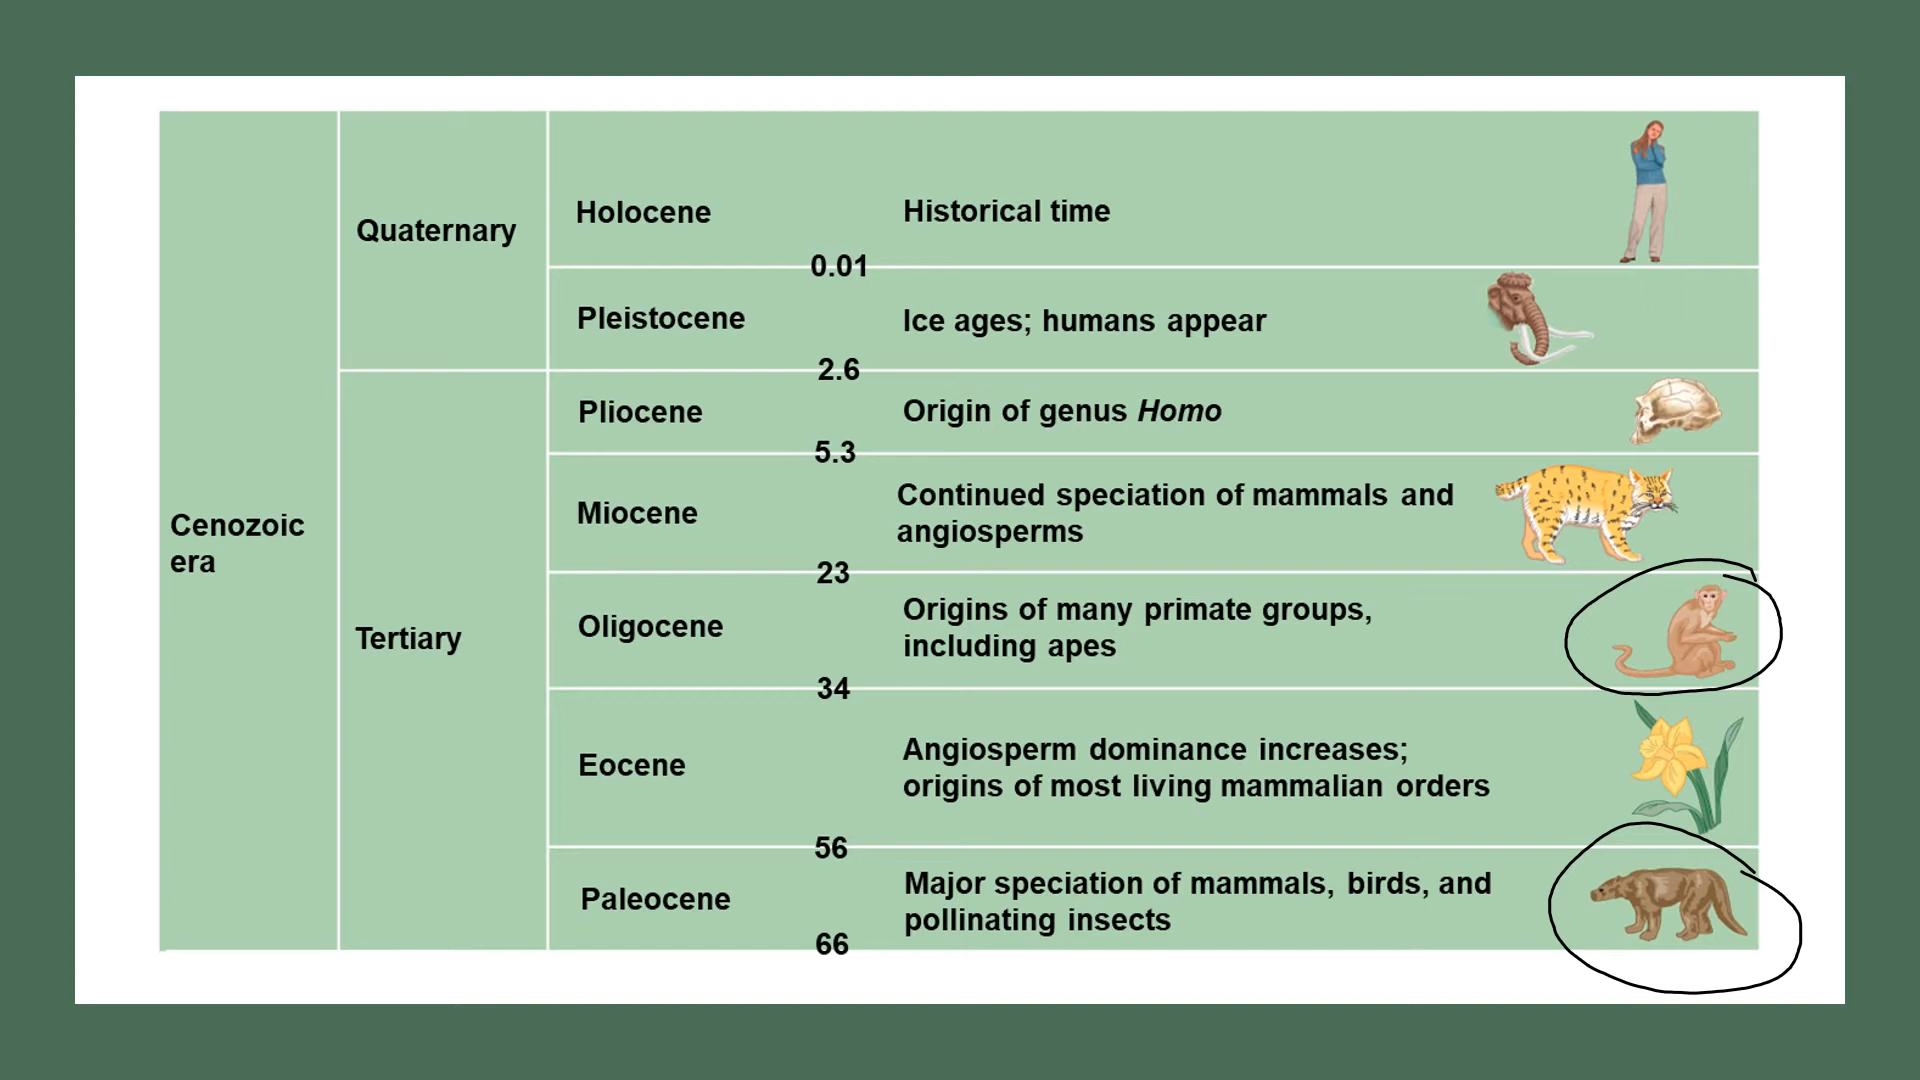 Cenozoic
era
Quaternary
Holocene
Historical time
0.01
Pleistocene
Ice ages; humans appear
2.6
Tertiary
Pliocene
Origin of genus Homo
5.3
Miocene
Continued speciation of mammals and
angiosperms
23
Oligocene
Origins of many primate groups,
including apes
34
Eocene
Angiosperm dominance increases;
origins of most living mammalian orders
56
Paleocene
Major speciation of mammals, birds, and
pollinating insects
66